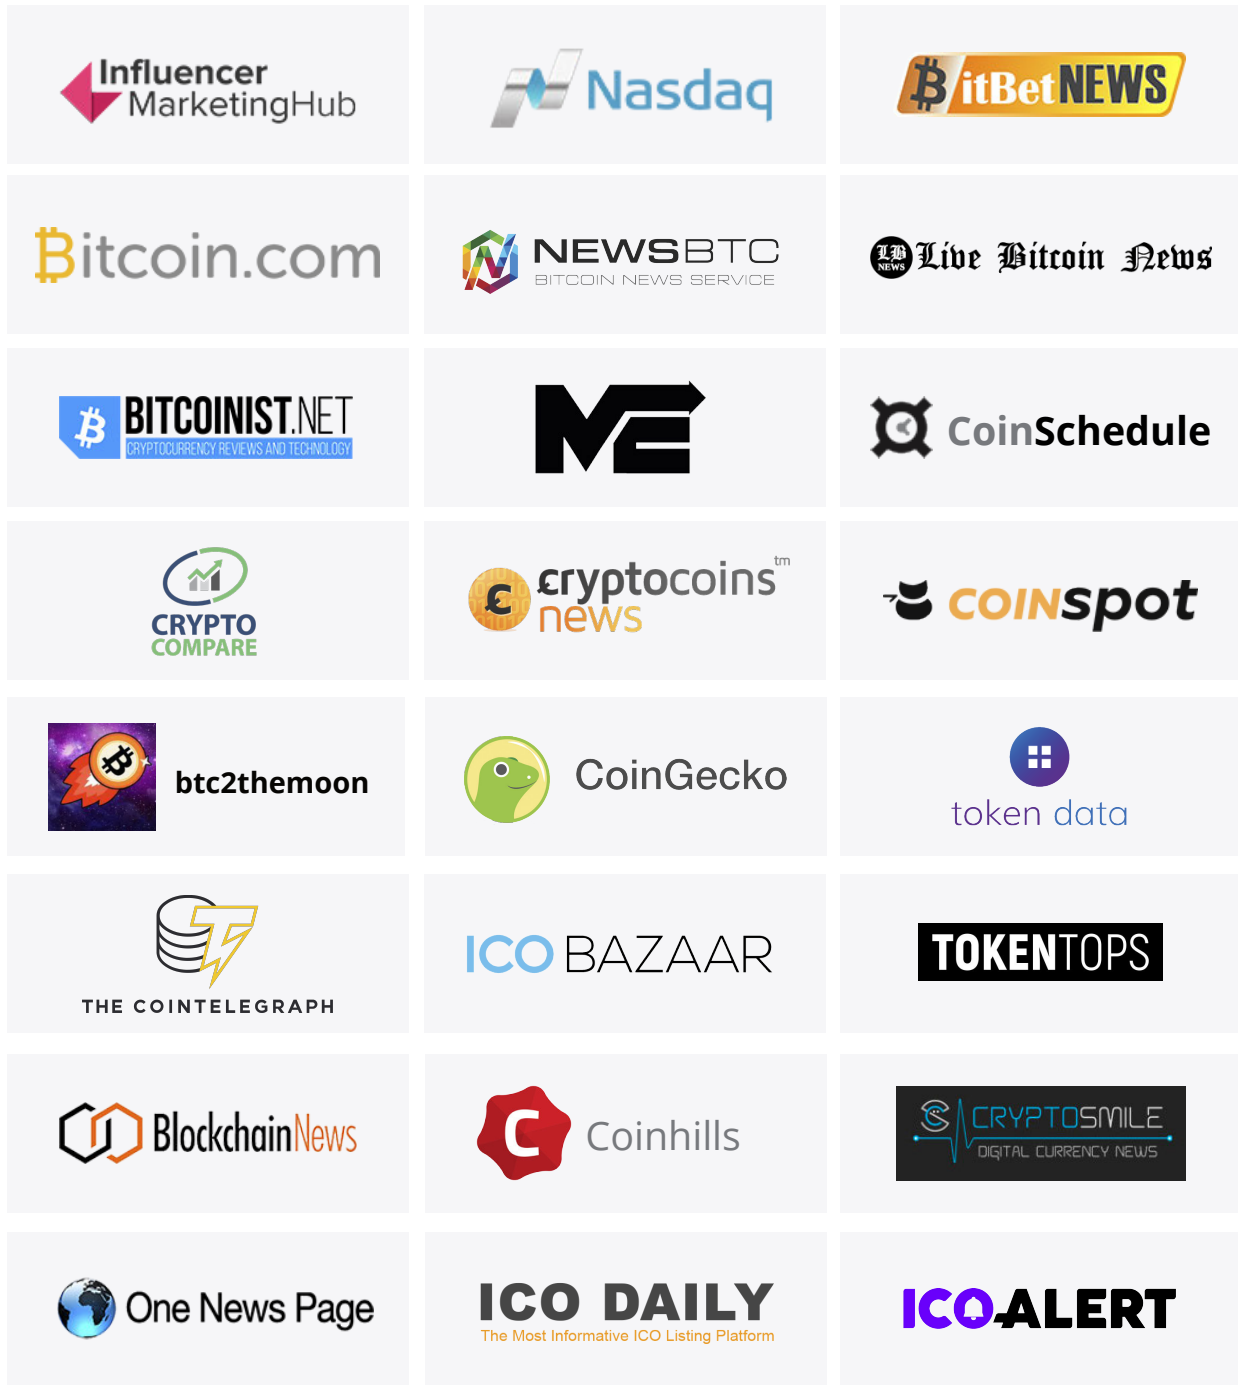 Influencer
MarketingHub
Nasdaq
BitBet NEWS
Bitcoin.com
NEWSBTC
BITCOIN NEWS SERVICE
LB
NEWS
Live Bitcoin News
BITCOINIST.NET
CRYPTOCURRENCY REVIEWS AND TECHNOLOGY
ME
CoinSchedule
CRYPTO
COMPARE
cryptocoins tm
news
coinspot
btc2themoon
CoinGecko
token data
THE COINTELEGRAPH
ICO BAZAAR
TOKENTOPS
BlockchainNews
C
Coinhills
CRYPTOSMILE
DIGITAL CURRENCY NEWS
One News Page
ICO DAILY
The Most Informative ICO Listing Platform
ICO ALERT